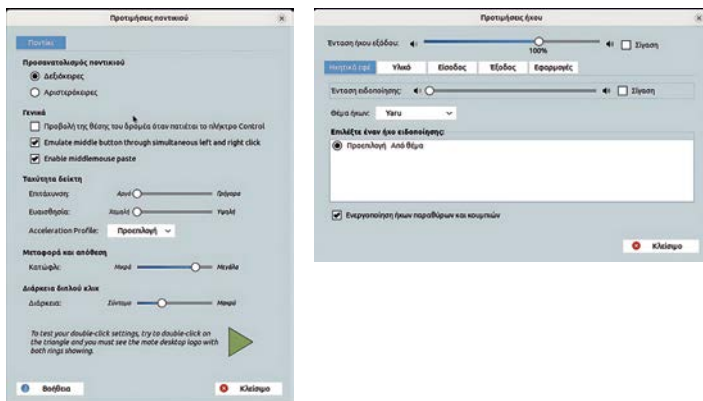 Προτιμήσεις ποντικιού
Ποντίκι
Προσανατολισμός ποντικιού
Δεξιόχειρες
Αριστερόχειρες
Γενικά
Προβολή της θέσης του δρομέα όταν πατιέται το πλήκτρο Control
Emulate middle button through simultaneous left and right click
Enable middlemouse paste
Ταχύτητα δείκτη
Επιτάχυνση: Αργή Γρήγορα
Ευαισθησία: Χαμηλή Υψηλή
Acceleration Profile: Προεπιλογή
Μεταφορά και απόθεση
Κατώφλι: Μικρό Μεγάλο
Διάρκεια διπλού κλικ
Διάρκεια: Σύντομο Μακρύ
To test your double-click settings, try to double-click on
the triangle and you must see the mate desktop logo with
both rings showing.
Βοήθεια Κλείσιμο
Προτιμήσεις ήχου
Ένταση ήχου εξόδου: 100% Σίγαση
Ηχητικά εφέ Υλικό Είσοδος Έξοδος Εφαρμογές
Ένταση ειδοποίησης: Σίγαση
Θέμα ήχων: Yaru
Επιλέξτε έναν ήχο ειδοποίησης:
Προεπιλογή Από θέμα
Ενεργοποίηση ήχων παραθύρων και κουμπιών
Κλείσιμο